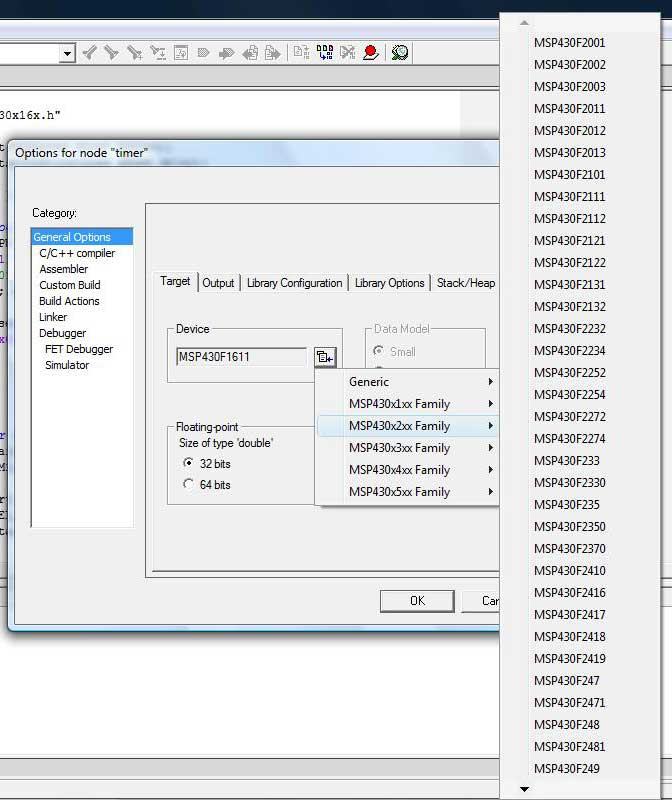 30x16x.h"
Options for node "timer"
Category:
General Options
C/C++ compiler
Assembler
Custom Build
Build Actions
Linker
Debugger
FET Debugger
Simulator
Target
Output
Library Configuration
Library Options
Stack/Heap
Device
MSP430F1611
Data Model
Small
Generic
MSP430x1xx Family
MSP430x2xx Family
MSP430x3xx Family
MSP430x4xx Family
MSP430x5xx Family
Floating-point
Size of type 'double'
32 bits
64 bits
OK
Can
MSP430F2001
MSP430F2002
MSP430F2003
MSP430F2011
MSP430F2012
MSP430F2013
MSP430F2101
MSP430F2111
MSP430F2112
MSP430F2121
MSP430F2122
MSP430F2131
MSP430F2132
MSP430F2232
MSP430F2234
MSP430F2252
MSP430F2254
MSP430F2272
MSP430F2274
MSP430F233
MSP430F2330
MSP430F235
MSP430F2350
MSP430F2370
MSP430F2410
MSP430F2416
MSP430F2417
MSP430F2418
MSP430F2419
MSP430F247
MSP430F2471
MSP430F248
MSP430F2481
MSP430F249